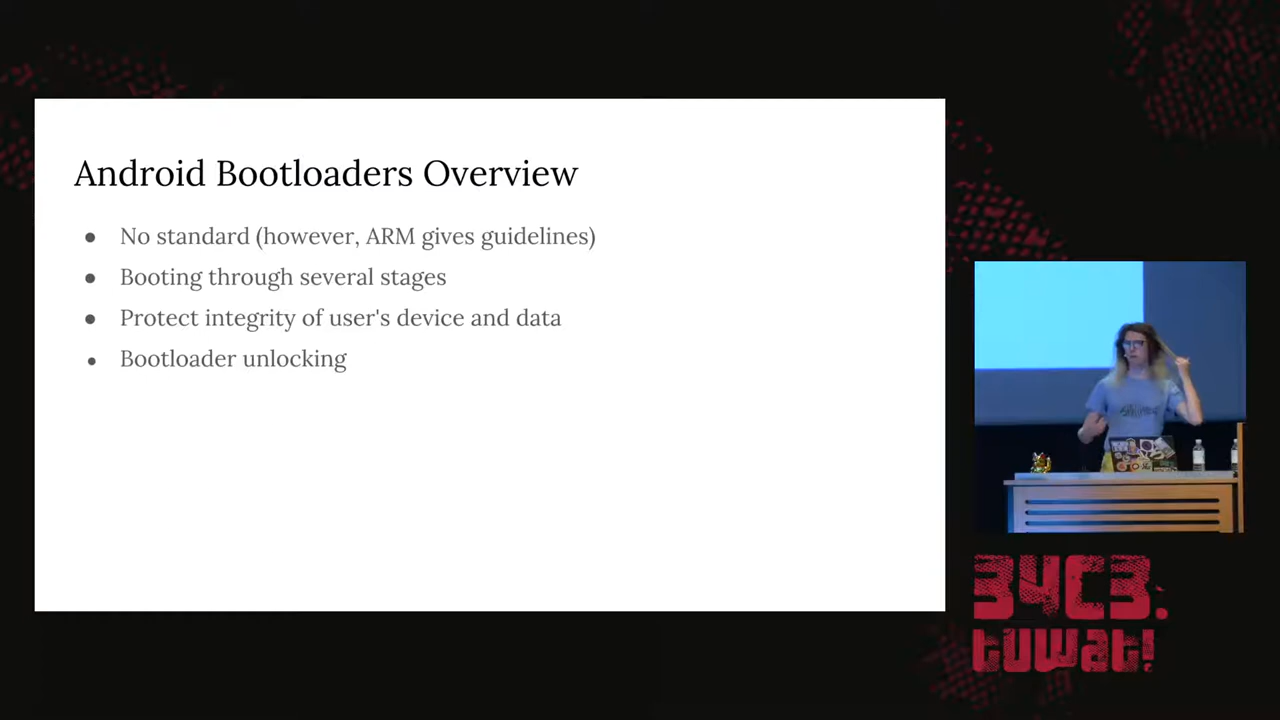 Android Bootloaders Overview
● No standard (however, ARM gives guidelines)
● Booting through several stages
● Protect integrity of user's device and data
● Bootloader unlocking
34C3.
tuwat!